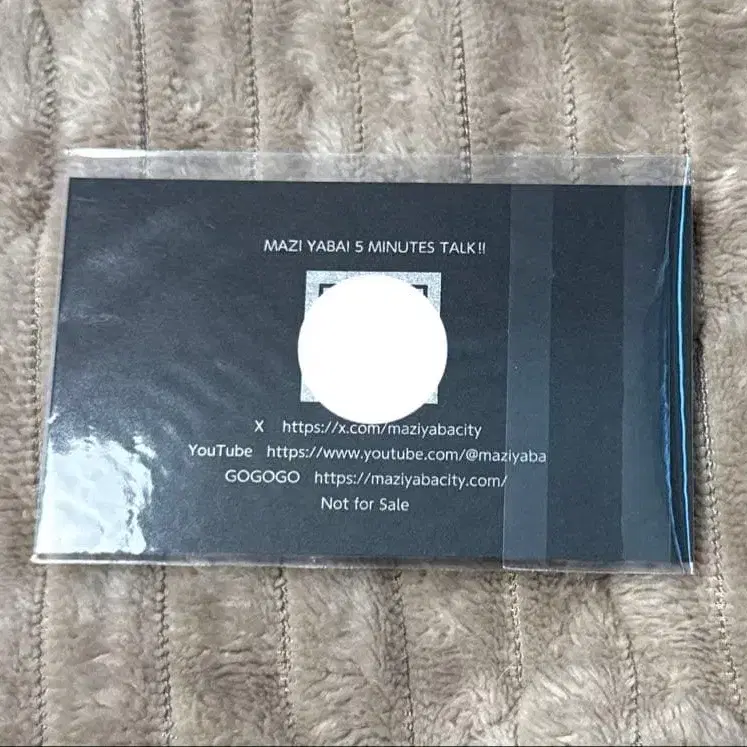 MAZI YABAI 5 MINUTES TALK!!
X https://x.com/maziyabacity
YouTube https://www.youtube.com/@maziyaba
GOGOGO https://maziyabacity.com/
Not for Sale